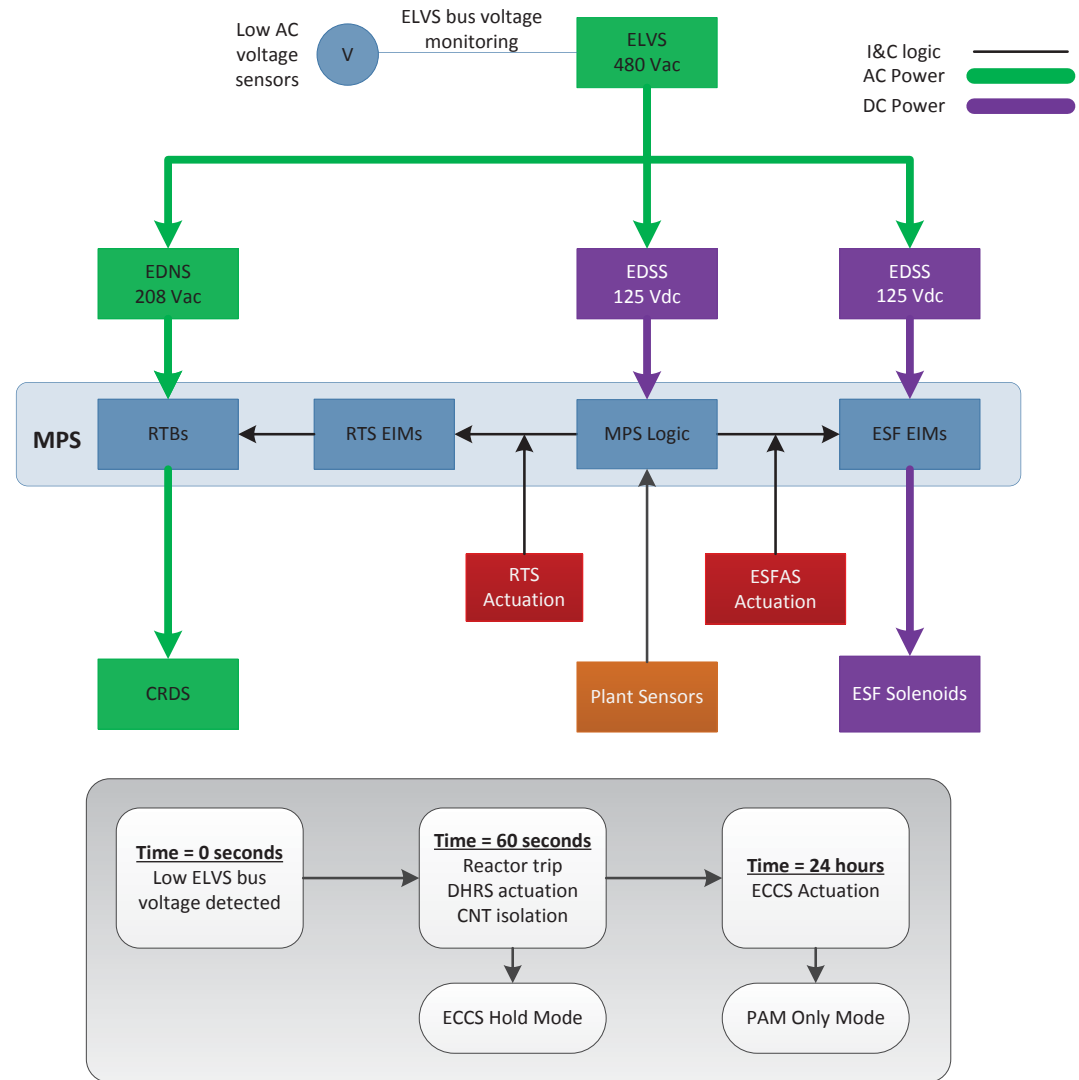 Low AC
voltage
sensors
V
ELVS bus voltage
monitoring
ELVS
480 Vac
I&C logic
AC Power
DC Power
EDNS
208 Vac
EDSS
125 Vdc
EDSS
125 Vdc
MPS
RTBs
RTS EIMs
MPS Logic
ESF EIMs
RTS
Actuation
ESFAS
Actuation
CRDS
Plant Sensors
ESF Solenoids
Time = 0 seconds
Low ELVS bus
voltage detected
Time = 60 seconds
Reactor trip
DHRS actuation
CNT isolation
Time = 24 hours
ECCS Actuation
ECCS Hold Mode
PAM Only Mode